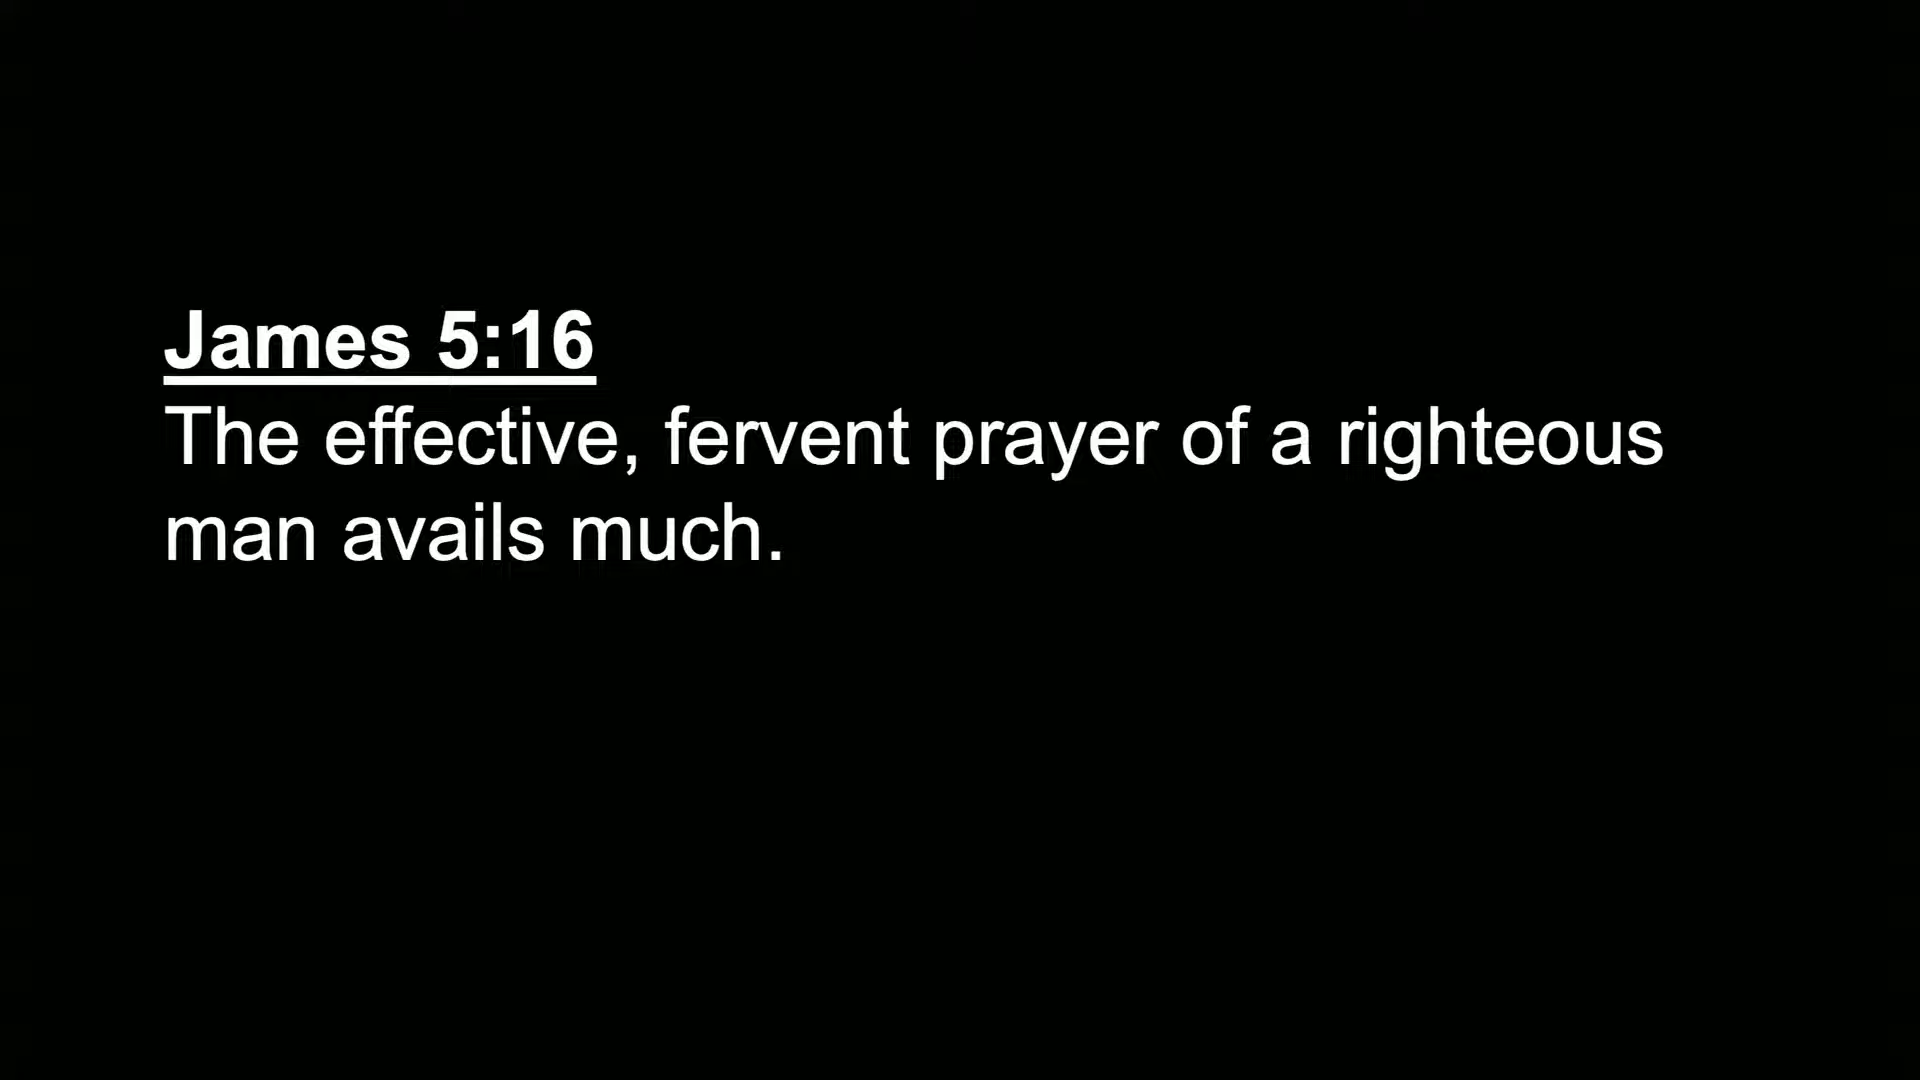 James 5:16
The effective, fervent prayer of a righteous
man avails much.